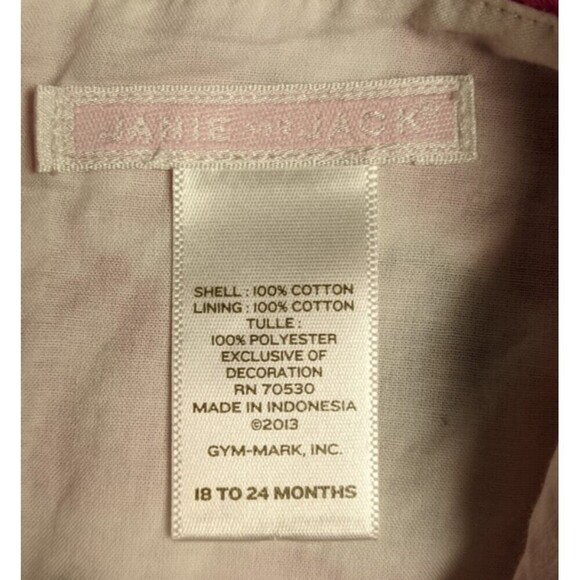 JANIE AND JACK®
SHELL : 100% COTTON
LINING : 100% COTTON
TULLE :
100% POLYESTER
EXCLUSIVE OF
DECORATION
RN 70530
MADE IN INDONESIA
©2013
GYM-MARK, INC.
18 TO 24 MONTHS